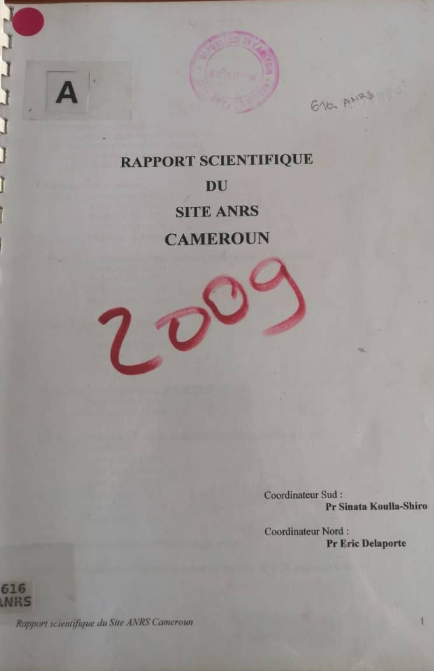 A
616. ANRS
RAPPORT SCIENTIFIQUE
DU
SITE ANRS
CAMEROUN
2009
Coordinateur Sud :
Pr Sinata Koulla-Shiro
Coordinateur Nord :
Pr Eric Delaporte
616
ANRS
Rapport scientifique du Site ANRS Cameroun
1